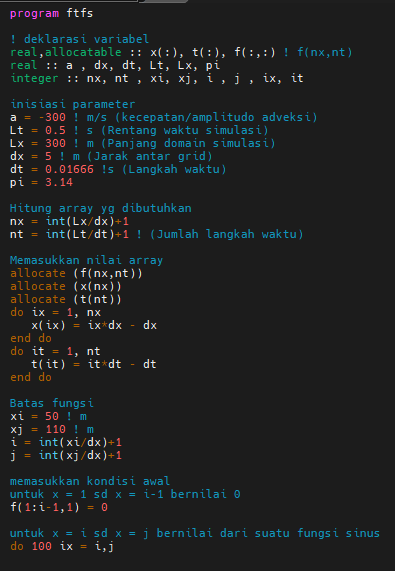 program ftfs
! deklarasi variabel
real,allocatable :: x(:), t(:), f(:,:) ! f(nx,nt)
real :: a , dx, dt, Lt, Lx, pi
integer :: nx, nt , xi, xj, i , j , ix, it
inisiasi parameter
a = -300 ! m/s (kecepatan/amplitudo adveksi)
Lt = 0.5 ! s (Rentang waktu simulasi)
Lx = 300 ! m (Panjang domain simulasi)
dx = 5 ! m (Jarak antar grid)
dt = 0.01666 !s (Langkah waktu)
pi = 3.14
Hitung array yg dibutuhkan
nx = int(Lx/dx)+1
nt = int(Lt/dt)+1 ! (Jumlah langkah waktu)
Memasukkan nilai array
allocate (f(nx,nt))
allocate (x(nx))
allocate (t(nt))
do ix = 1, nx
   x(ix) = ix*dx - dx
end do
do it = 1, nt
   t(it) = it*dt - dt
end do
Batas fungsi
xi = 50 ! m
xj = 110 ! m
i = int(xi/dx)+1
j = int(xj/dx)+1
memasukkan kondisi awal
untuk x = 1 sd x = i-1 bernilai 0
f(1:i-1,1) = 0
untuk x = i sd x = j bernilai dari suatu fungsi sinus
do 100 ix = i,j